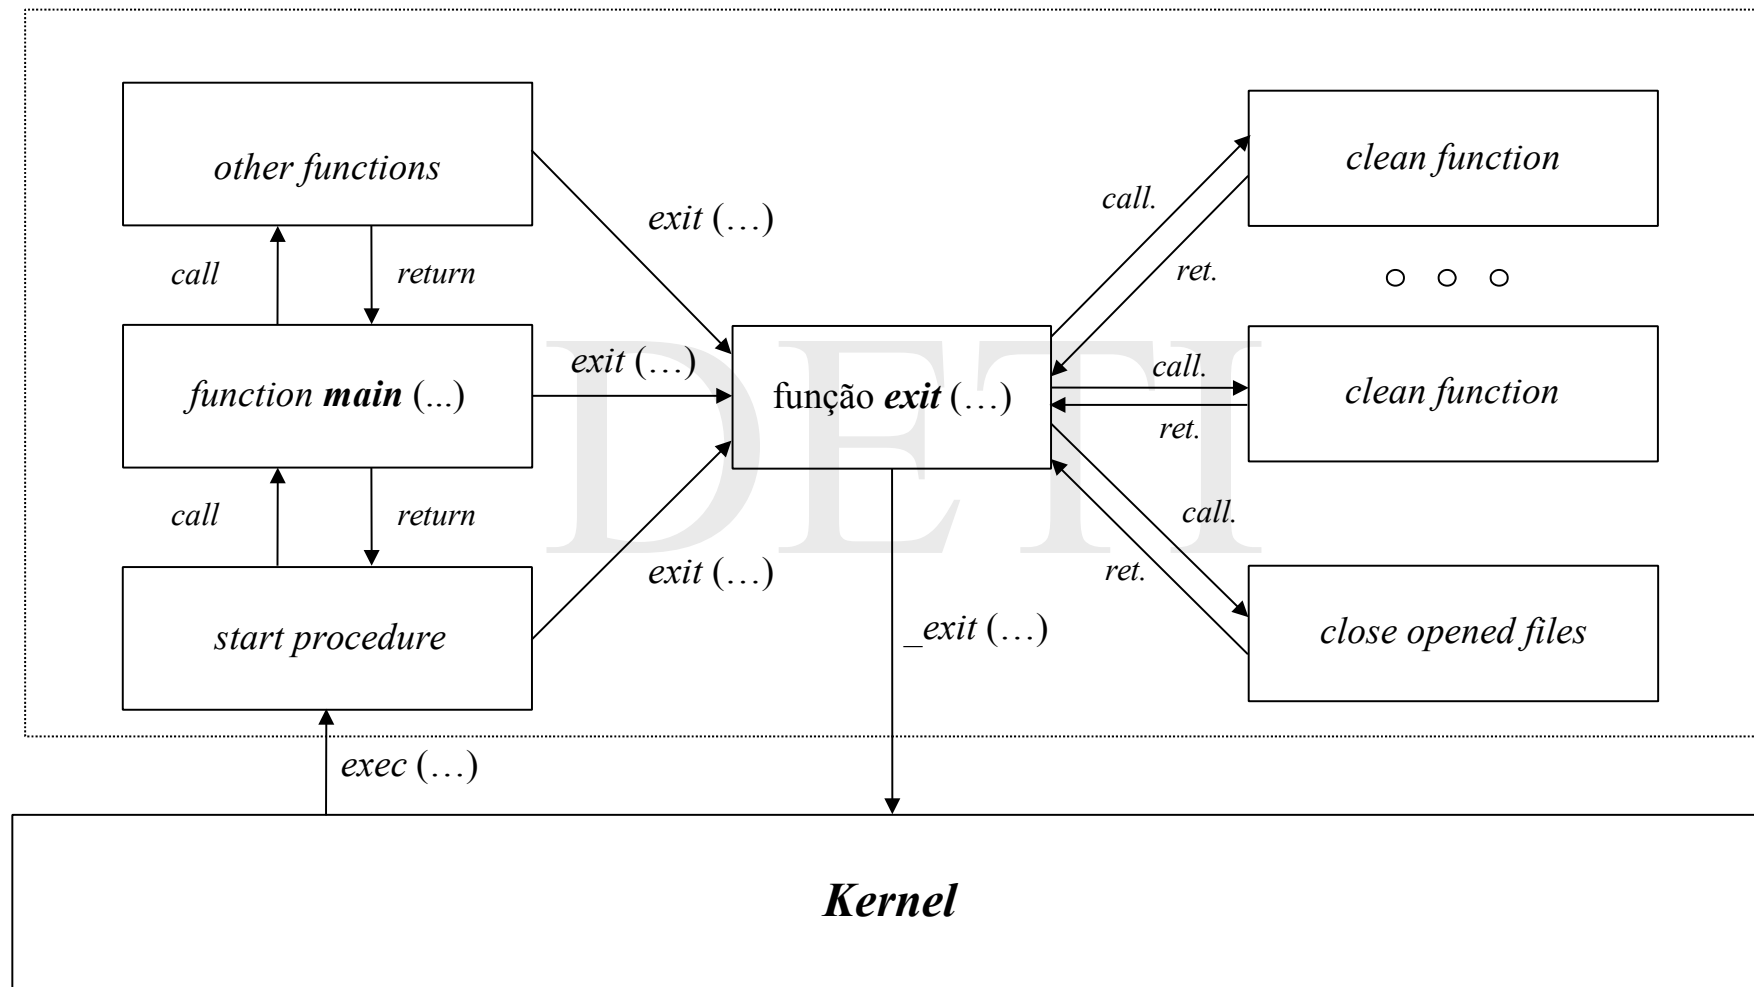 other functions
clean function
call.
exit (…)
call
return
ret.
function main (...)
exit (…)
função exit (…)
call.
clean function
ret.
DETI
call
return
call.
exit (…)
ret.
start procedure
_exit (…)
close opened files
exec (…)
Kernel